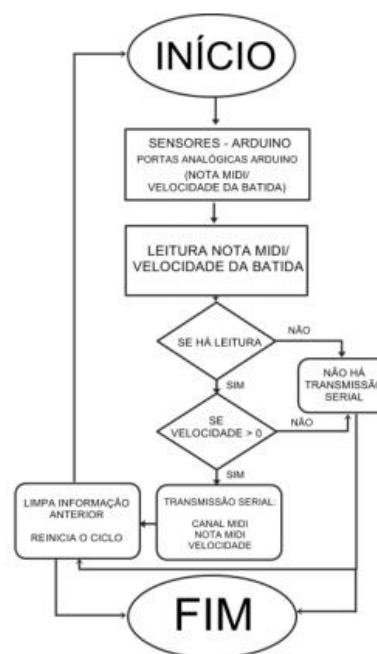 INÍCIO
SENSORES - ARDUINO
PORTAS ANALÓGICAS ARDUINO
(NOTA MIDI/
VELOCIDADE DA BATIDA)
LEITURA NOTA MIDI/
VELOCIDADE DA BATIDA
SE HÁ LEITURA
NÃO
NÃO HÁ
TRANSMISSÃO
SERIAL
SIM
SE
VELOCIDADE > 0
NÃO
SIM
TRANSMISSÃO SERIAL:
CANAL MIDI
NOTA MIDI
VELOCIDADE
LIMPA INFORMAÇÃO
ANTERIOR
REINICIA O CICLO
FIM